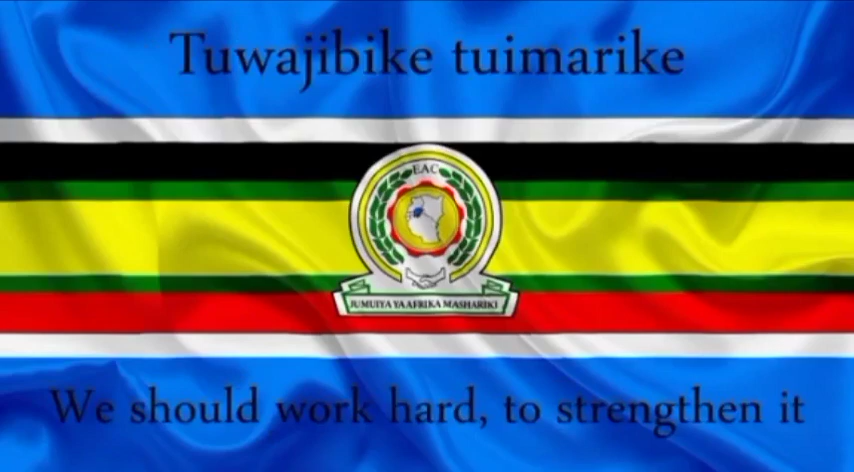 Tuwajibike tuimarike
EAC
JUMUIYA YA AFRIKA MASHARIKI
We should work hard, to strengthen it